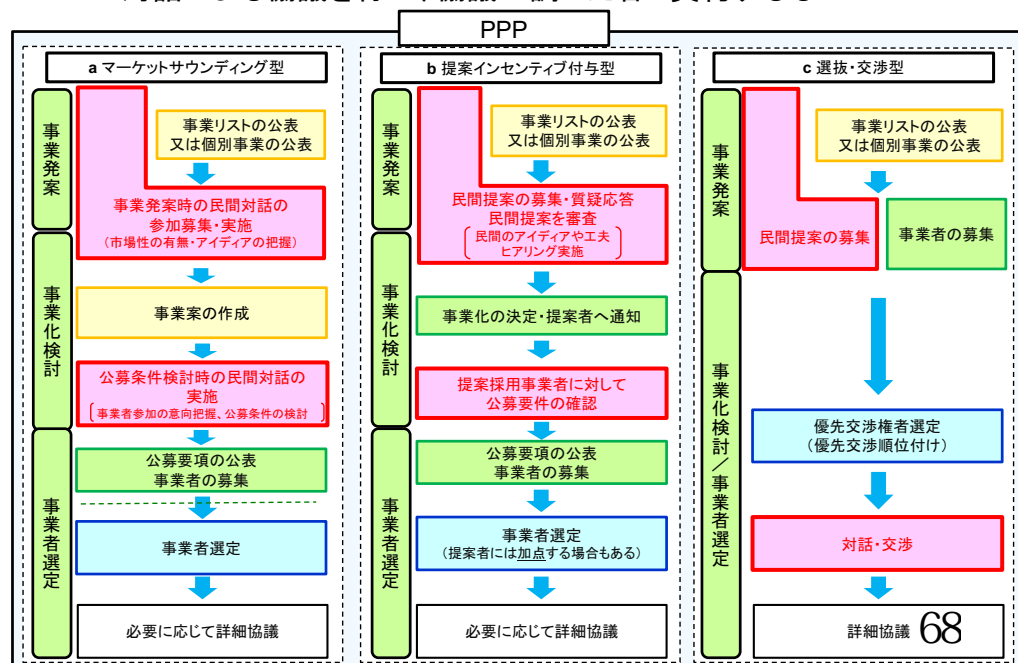 PPP
a マーケットサウンディング型
事業発案
事業リストの公表
又は個別事業の公表
事業発案時の民間対話の
参加募集・実施
(市場性の有無・アイディアの把握)
事業化検討
事業案の作成
公募条件検討時の民間対話の
実施
事業者参加の意向把握、公募条件の検討
事業者選定
公募要項の公表
事業者の募集
事業者選定
必要に応じて詳細協議
b 提案インセンティブ付与型
事業発案
事業リストの公表
又は個別事業の公表
民間提案の募集・質疑応答
民間提案を審査
民間のアイディアや工夫
ヒアリング実施
事業化検討
事業化の決定・提案者へ通知
提案採用事業者に対して
公募要件の確認
事業者選定
公募要項の公表
事業者の募集
事業者選定
(提案者には加点する場合もある)
必要に応じて詳細協議
c 選抜・交渉型
事業発案
事業リストの公表
又は個別事業の公表
民間提案の募集
事業者の募集
事業化検討/事業者選定
優先交渉権者選定
(優先交渉順位付け)
対話・交渉
詳細協議
68